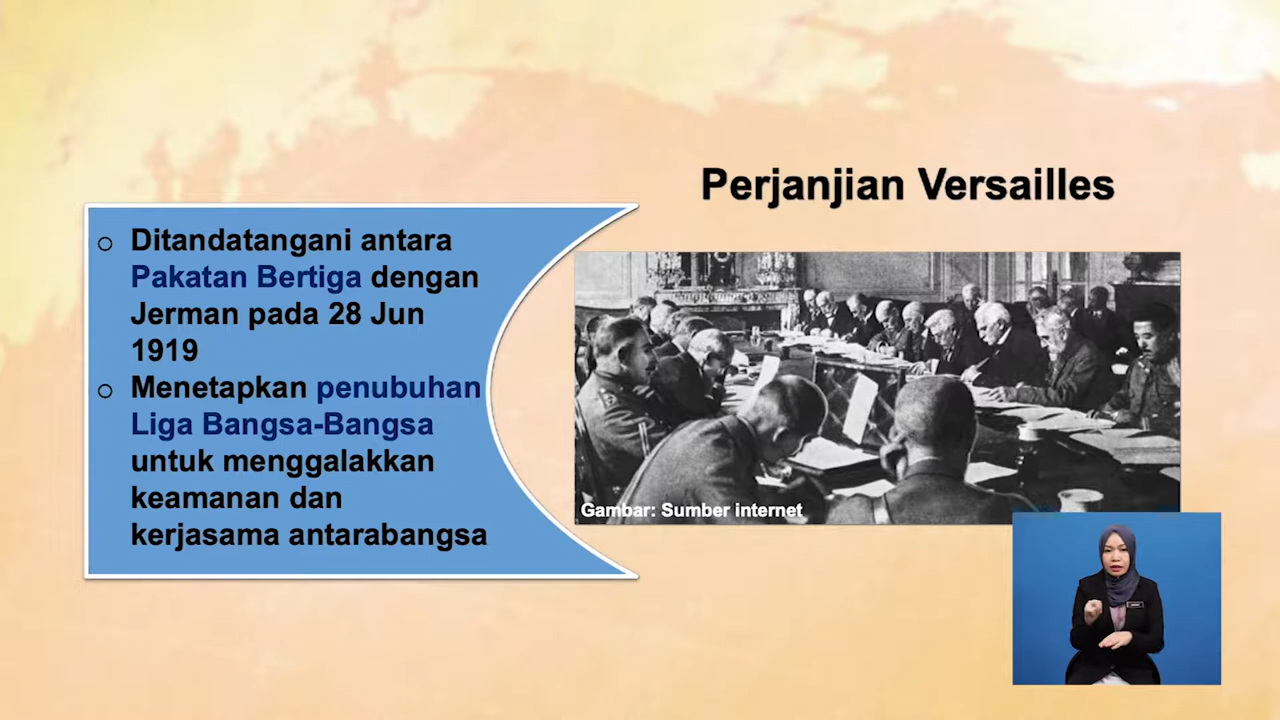 Perjanjian Versailles
o Ditandatangani antara
Pakatan Bertiga dengan
Jerman pada 28 Jun
1919
o Menetapkan penubuhan
Liga Bangsa-Bangsa
untuk menggalakkan
keamanan dan
kerjasama antarabangsa
Gambar: Sumber internet